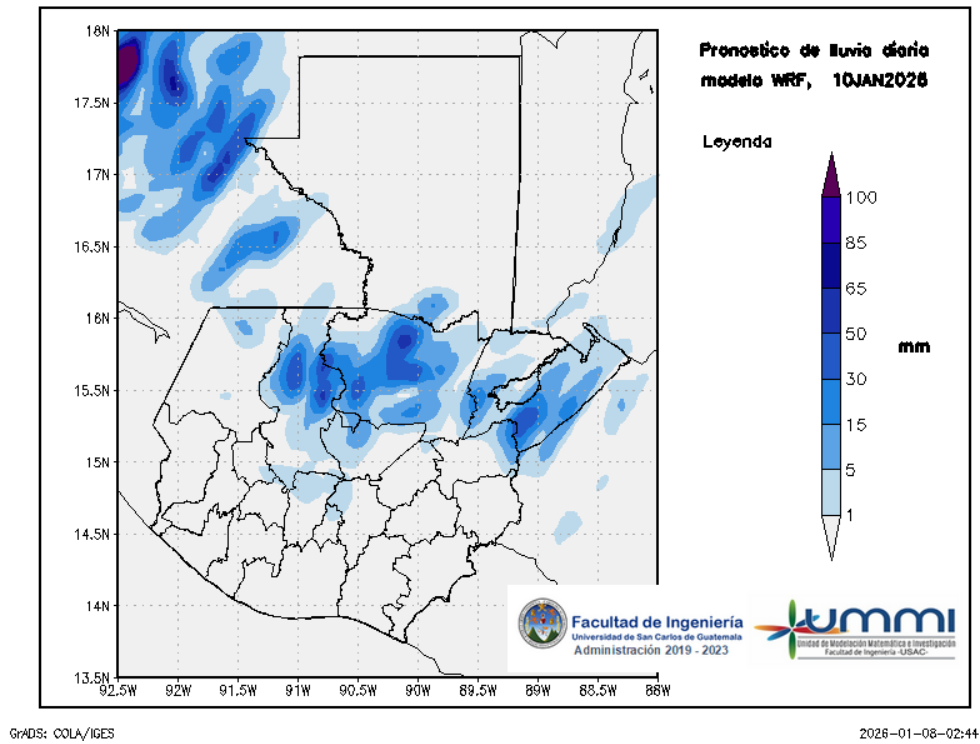 Pronostico de lluvia diaria
modelo WRF, 10JAN2026
Leyenda
100
85
65
50
30
15
5
1
mm
18N
17.5N
17N
16.5N
16N
15.5N
15N
14.5N
14N
13.5N
92.5W 92W 91.5W 91W 90.5W 90W 89.5W 89W 88.5W 88W
Facultad de Ingeniería
Universidad de San Carlos de Guatemala
Administración 2019 - 2023
ummi
Unidad de Modelación Matemática e Investigación
Facultad de Ingeniería -USAC-
GrADS: COLA/IGES
2026-01-08-02:44